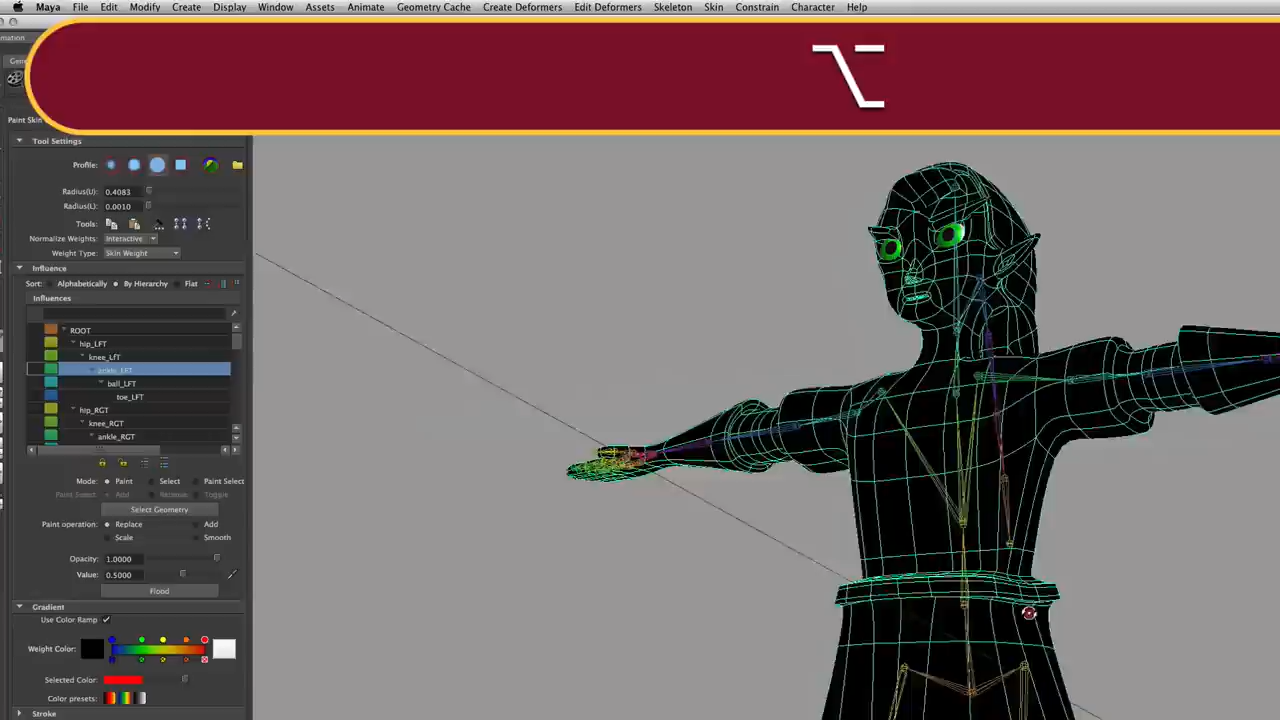 Maya File Edit Modify Create Display Window Assets Animate Geometry Cache Create Deformers Edit Deformers Skeleton Skin Constrain Character Help
⌥
Tool Settings
Profile:
Radius(U): 0.4083
Radius(L): 0.0010
Tools:
Normalize Weights: Interactive
Weight Type: Skin Weight
Influence
Sort: Alphabetically By Hierarchy Flat
Influences
ROOT
hip_LFT
knee_LfT
ankle_LFT
ball_LFT
toe_LFT
hip_RGT
knee_RGT
ankle_RGT
Mode: Paint Select Paint Select
Paint Select: Add Remove Toggle
Select Geometry
Paint operation: Replace Add
Scale Smooth
Opacity: 1.0000
Value: 0.5000
Flood
Gradient
Use Color Ramp
Weight Color:
Selected Color:
Color presets:
Stroke